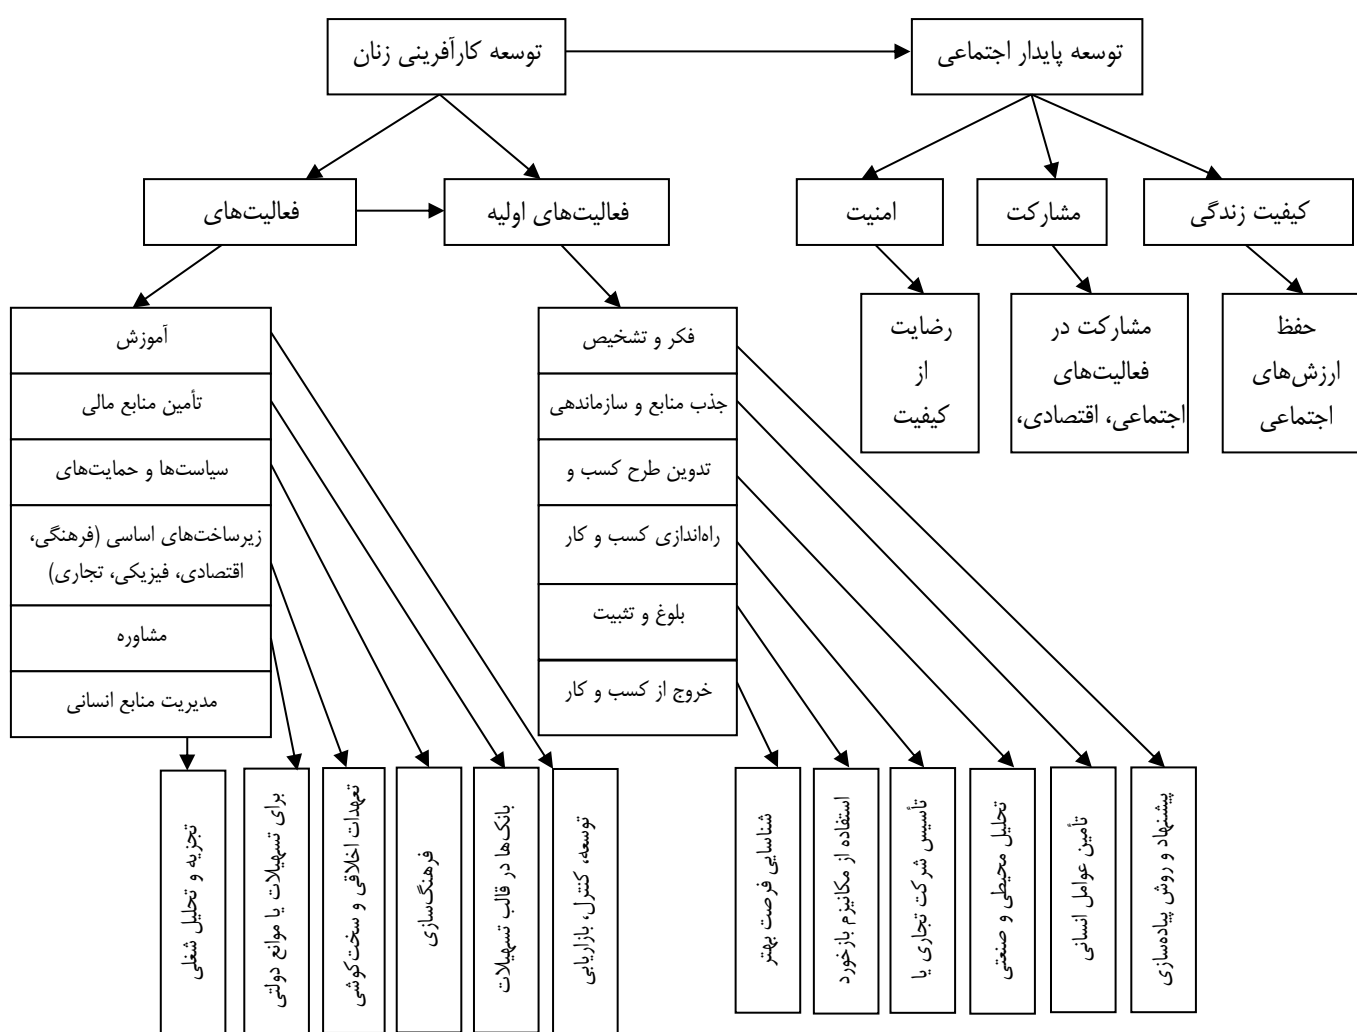 توسعه پایدار اجتماعی
توسعه کارآفرینی زنان
کیفیت زندگی
مشارکت
امنیت
فعالیت‌های اولیه
فعالیت‌های
حفظ
ارزش‌های
اجتماعی
مشارکت در
فعالیت‌های
اجتماعی، اقتصادی،
رضایت
از
کیفیت
فکر و تشخیص
جذب منابع و سازماندهی
تدوین طرح کسب و
راه‌اندازی کسب و کار
بلوغ و تثبیت
خروج از کسب و کار
آموزش
تأمین منابع مالی
سیاست‌ها و حمایت‌های
زیرساخت‌های اساسی (فرهنگی،
اقتصادی، فیزیکی، تجاری)
مشاوره
مدیریت منابع انسانی
پیشنهاد و روش پیاده‌سازی
تأمین عوامل انسانی
تحلیل محیطی و صنعتی
تأسیس شرکت تجاری یا
استفاده از مکانیزم بازخورد
شناسایی فرصت بهتر
توسعه، کنترل، بازاریابی
بانک‌ها در قالب تسهیلات
فرهنگ‌سازی
تعهدات اخلاقی و سخت‌کوشی
برای تسهیلات یا موانع دولتی
تجزیه و تحلیل شغلی